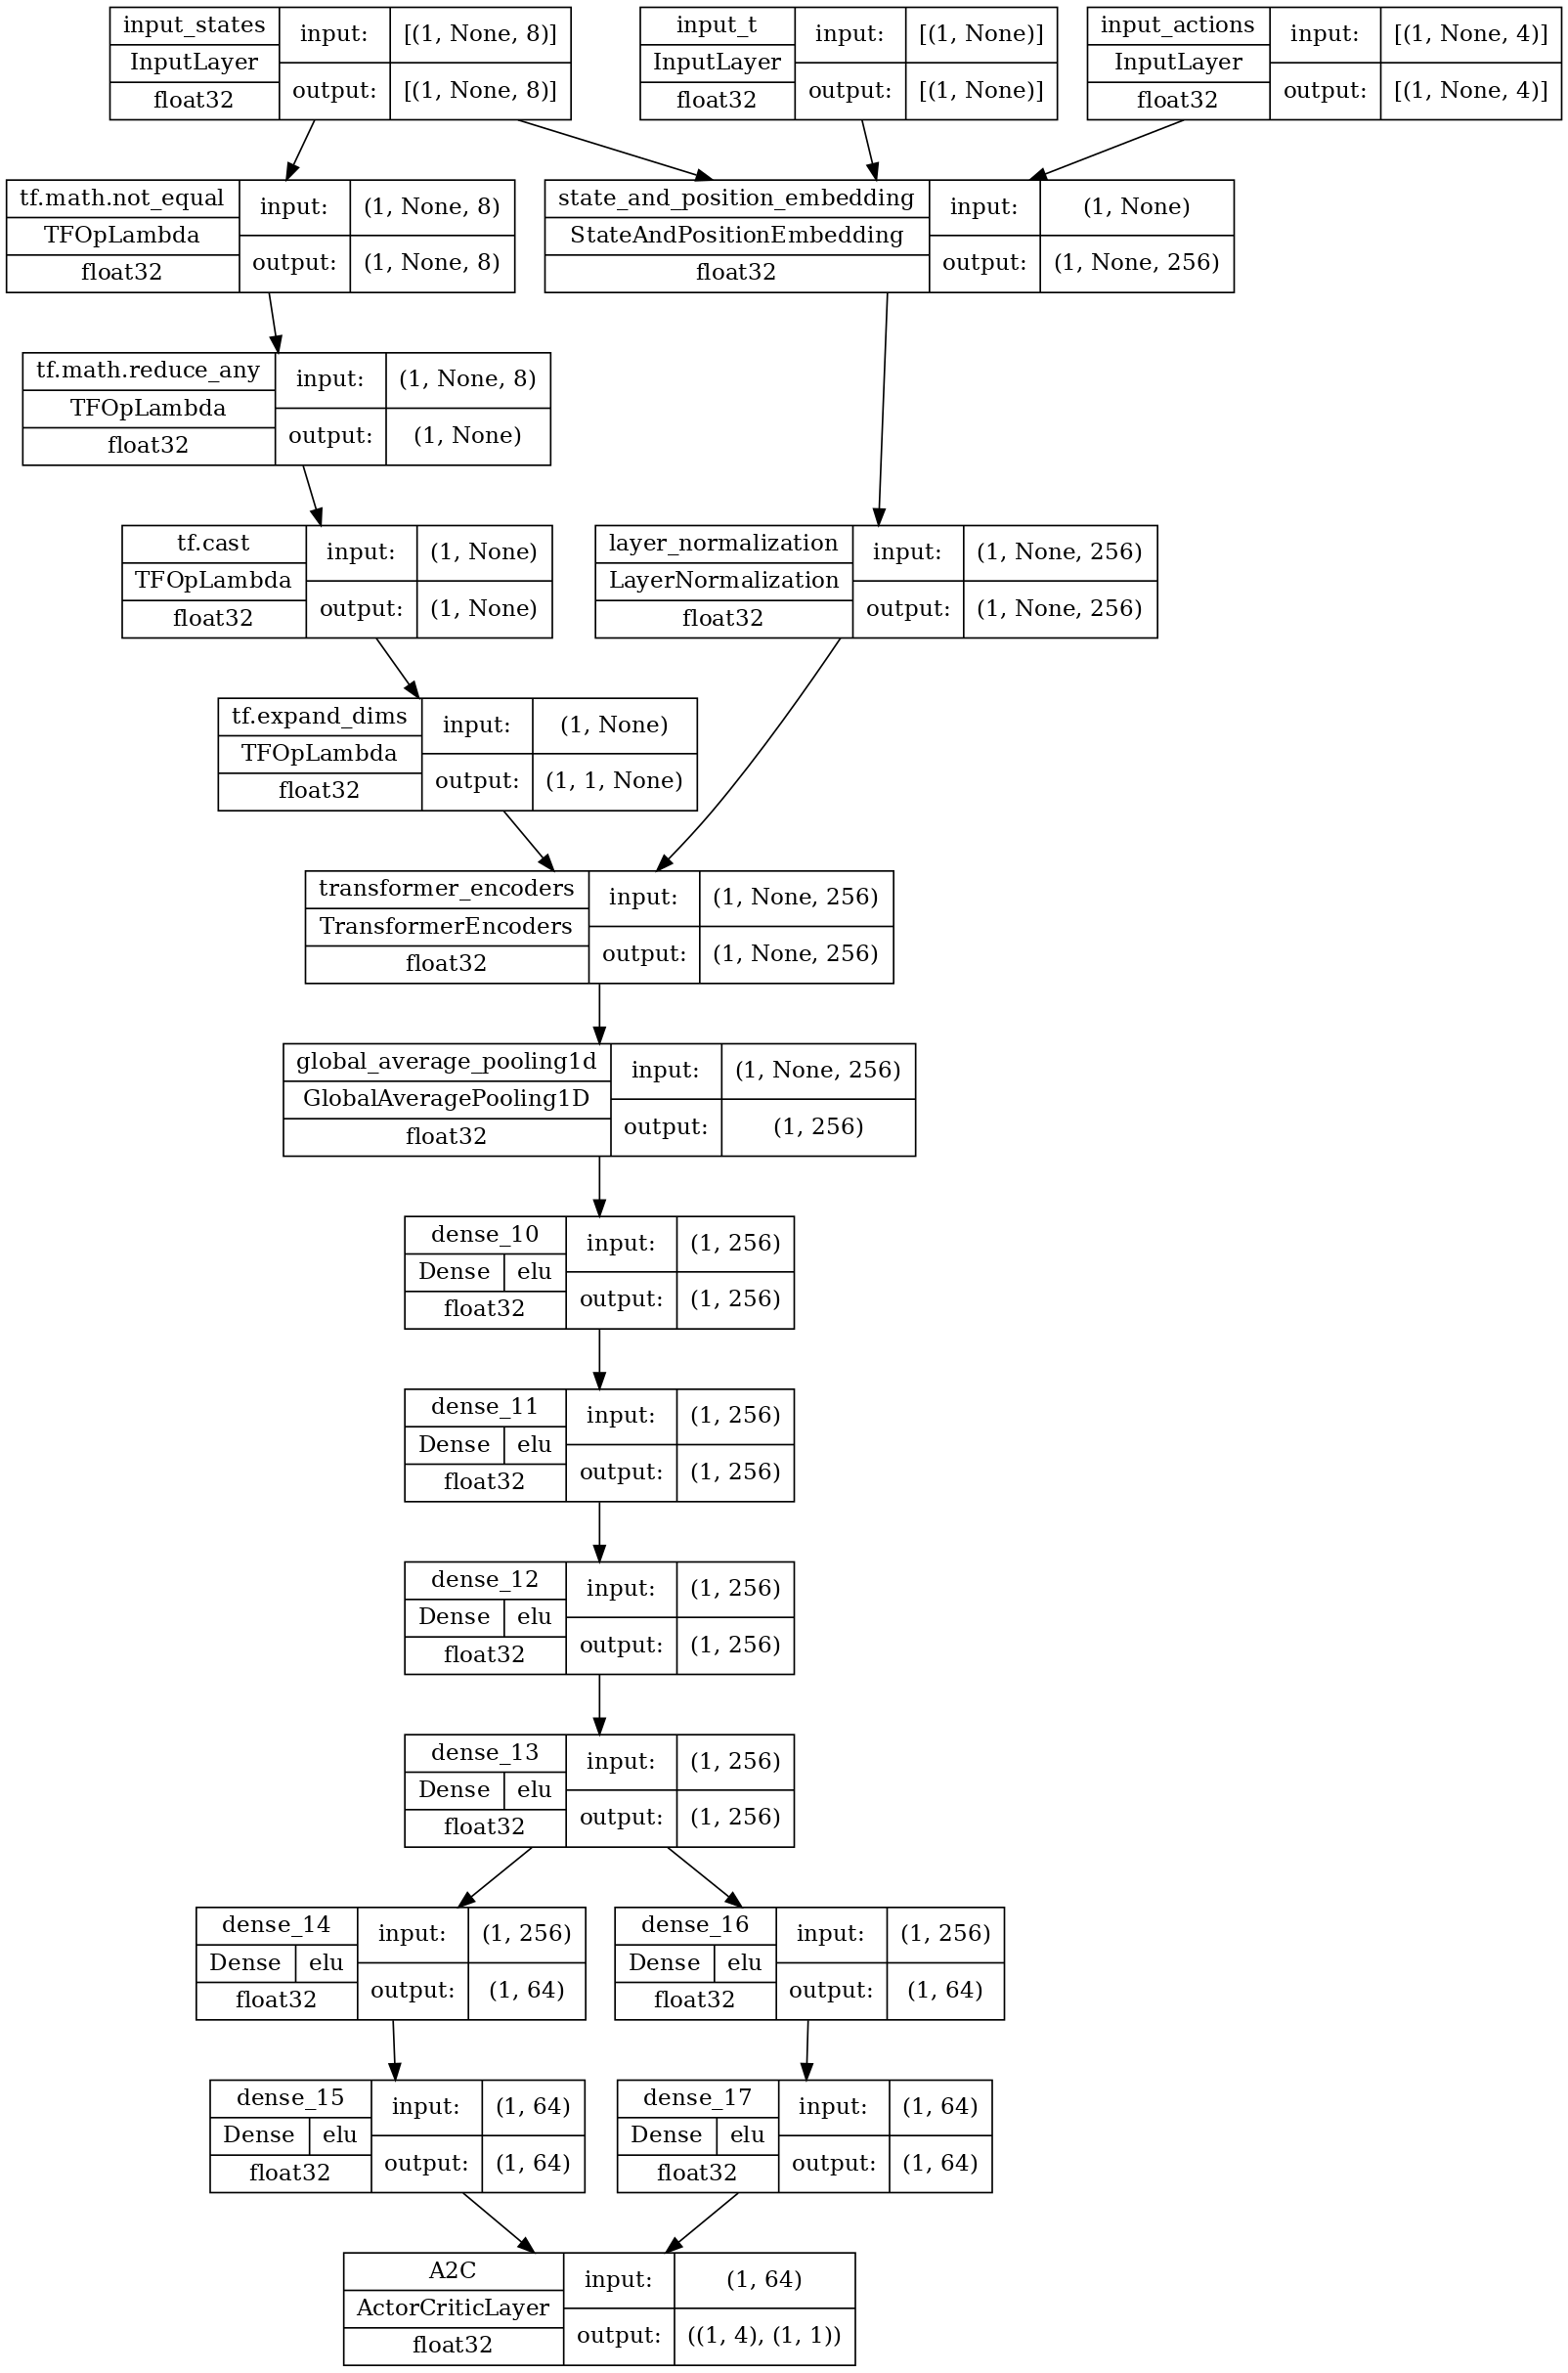 input_states
InputLayer
float32
input:
[(1, None, 8)]
output:
[(1, None, 8)]
input_t
InputLayer
float32
input:
[(1, None)]
output:
[(1, None)]
input_actions
InputLayer
float32
input:
[(1, None, 4)]
output:
[(1, None, 4)]
tf.math.not_equal
TFOpLambda
float32
input:
(1, None, 8)
output:
(1, None, 8)
state_and_position_embedding
StateAndPositionEmbedding
float32
input:
(1, None)
output:
(1, None, 256)
tf.math.reduce_any
TFOpLambda
float32
input:
(1, None, 8)
output:
(1, None)
tf.cast
TFOpLambda
float32
input:
(1, None)
output:
(1, None)
layer_normalization
LayerNormalization
float32
input:
(1, None, 256)
output:
(1, None, 256)
tf.expand_dims
TFOpLambda
float32
input:
(1, None)
output:
(1, 1, None)
transformer_encoders
TransformerEncoders
float32
input:
(1, None, 256)
output:
(1, None, 256)
global_average_pooling1d
GlobalAveragePooling1D
float32
input:
(1, None, 256)
output:
(1, 256)
dense_10
Dense elu
float32
input:
(1, 256)
output:
(1, 256)
dense_11
Dense elu
float32
input:
(1, 256)
output:
(1, 256)
dense_12
Dense elu
float32
input:
(1, 256)
output:
(1, 256)
dense_13
Dense elu
float32
input:
(1, 256)
output:
(1, 256)
dense_14
Dense elu
float32
input:
(1, 256)
output:
(1, 64)
dense_16
Dense elu
float32
input:
(1, 256)
output:
(1, 64)
dense_15
Dense elu
float32
input:
(1, 64)
output:
(1, 64)
dense_17
Dense elu
float32
input:
(1, 64)
output:
(1, 64)
A2C
ActorCriticLayer
float32
input:
(1, 64)
output:
((1, 4), (1, 1))